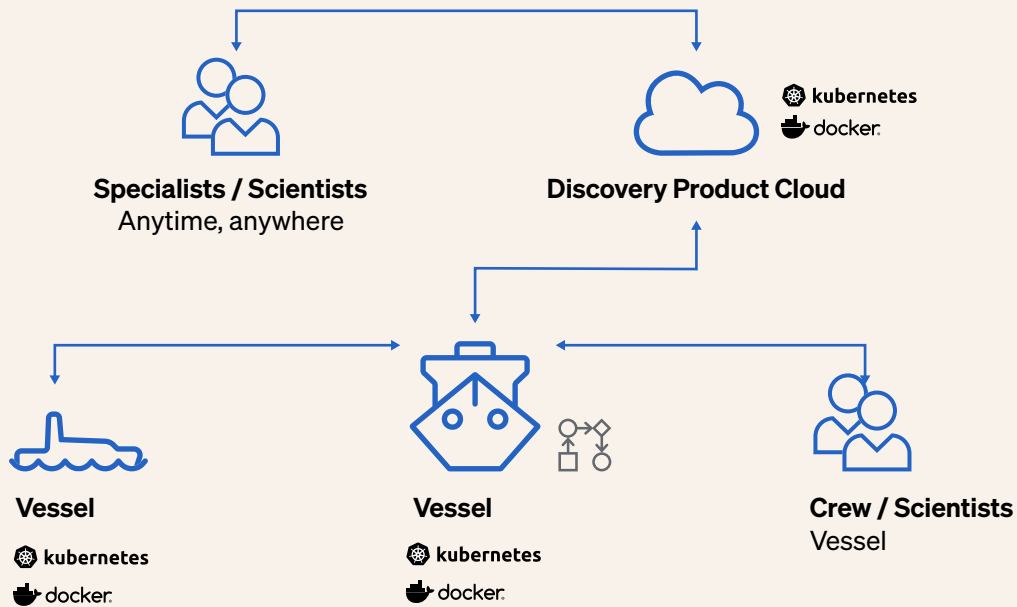 kubernetes
docker
Specialists / Scientists
Anytime, anywhere
Discovery Product Cloud
Vessel
kubernetes
docker
Vessel
kubernetes
docker
Crew / Scientists
Vessel